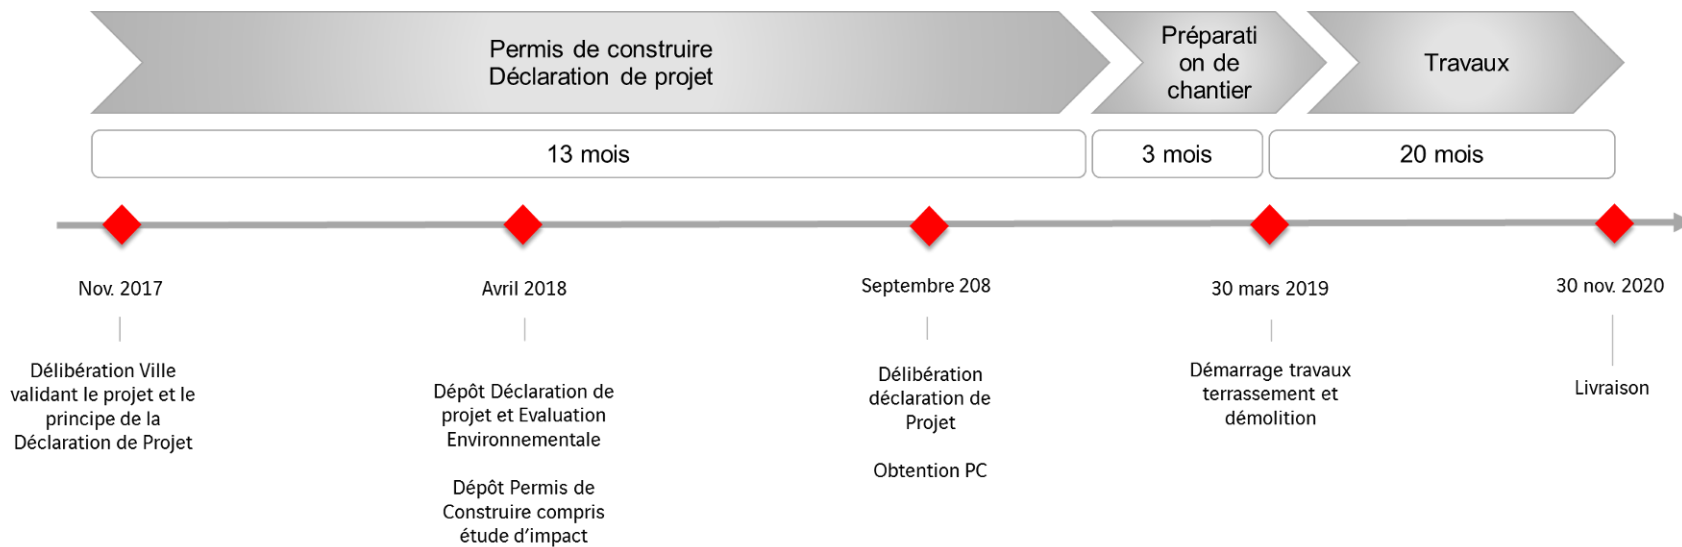 Permis de construire
Déclaration de projet
Préparati
on de
chantier
Travaux
13 mois
3 mois
20 mois
Nov. 2017
Avril 2018
Septembre 208
30 mars 2019
30 nov. 2020
Délibération Ville
validant le projet et le
principe de la
Déclaration de Projet
Dépôt Déclaration de
projet et Evaluation
Environnementale
Dépôt Permis de
Construire compris
étude d'impact
Délibération
déclaration de
Projet
Obtention PC
Démarrage travaux
terrassement et
démolition
Livraison